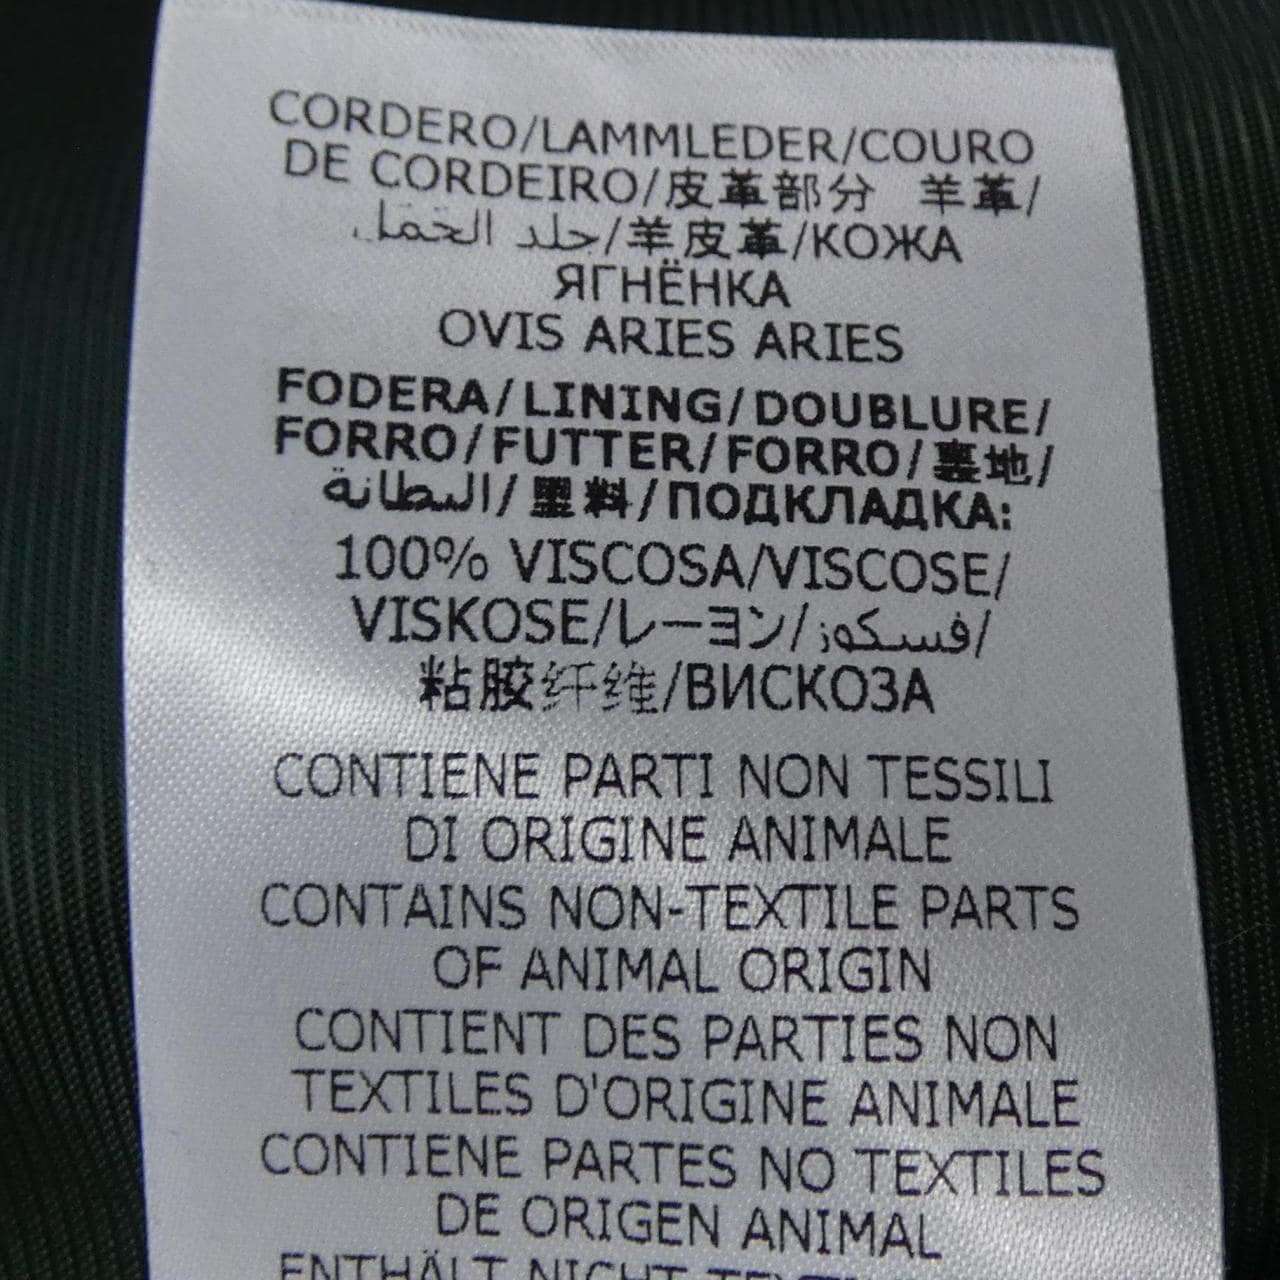 CORDERO/LAMMLEDER/COURO
DE CORDEIRO/皮革部分 羊革/
جلد الحَمَل/羊皮革/КОЖА
ЯГНЁНКА
OVIS ARIES ARIES
FODERA/LINING/DOUBLURE/
FORRO/FUTTER/FORRO/裏地/
البطانة/里料/ПОДКЛАДКА:
100% VISCOSA/VISCOSE/
VISKOSE/レーヨン/فسكوز/
粘胶纤维/ВИСКОЗА
CONTIENE PARTI NON TESSILI
DI ORIGINE ANIMALE
CONTAINS NON-TEXTILE PARTS
OF ANIMAL ORIGIN
CONTIENT DES PARTIES NON
TEXTILES D'ORIGINE ANIMALE
CONTIENE PARTES NO TEXTILES
DE ORIGEN ANIMAL
ENTHÄLT NICHT